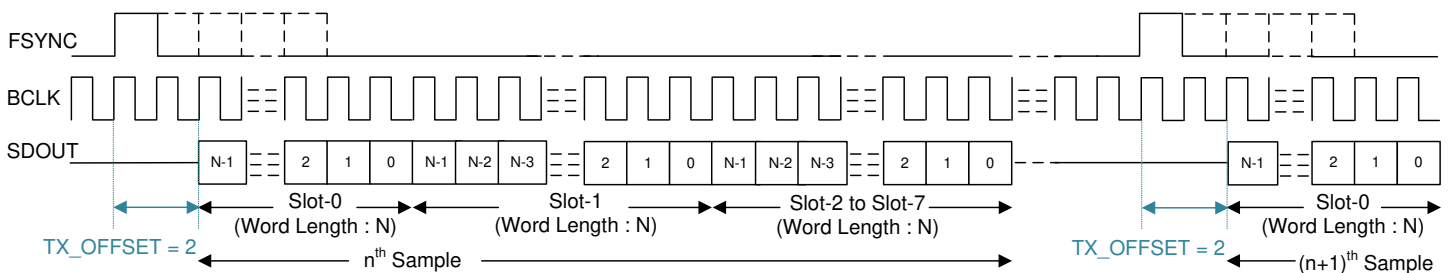 FSYNC
BCLK
SDOUT
N-1 2 1 0 N-1 N-2 N-3 2 1 0 N-1 N-2 N-3 2 1 0 N-1 2 1 0
Slot-0 Slot-1 Slot-2 to Slot-7 Slot-0
(Word Length : N) (Word Length : N) (Word Length : N) (Word Length : N)
TX_OFFSET = 2 nth Sample TX_OFFSET = 2 (n+1)th Sample